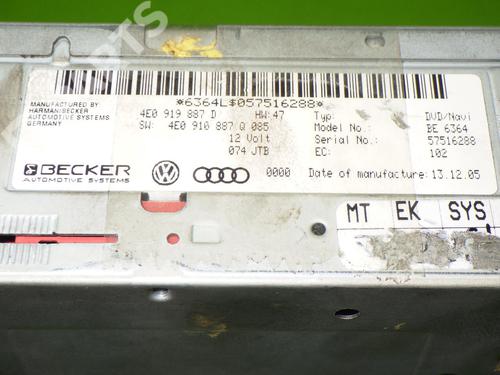 *6364L$057516288*
MANUFACTURED BY
HARMAN/BECKER
AUTOMOTIVE SYSTEMS
GERMANY
4E0 919 887 D HW:47
SW: 4E0 910 887 Q 085
12 Volt
074 JTB
Typ: DVD/Navi
Model No.: BE 6364
Serial No.: 57516288
EC: 102
BECKER
AUTOMOTIVE SYSTEMS
0000 Date of manufacture: 13.12.05
MT EK SYS